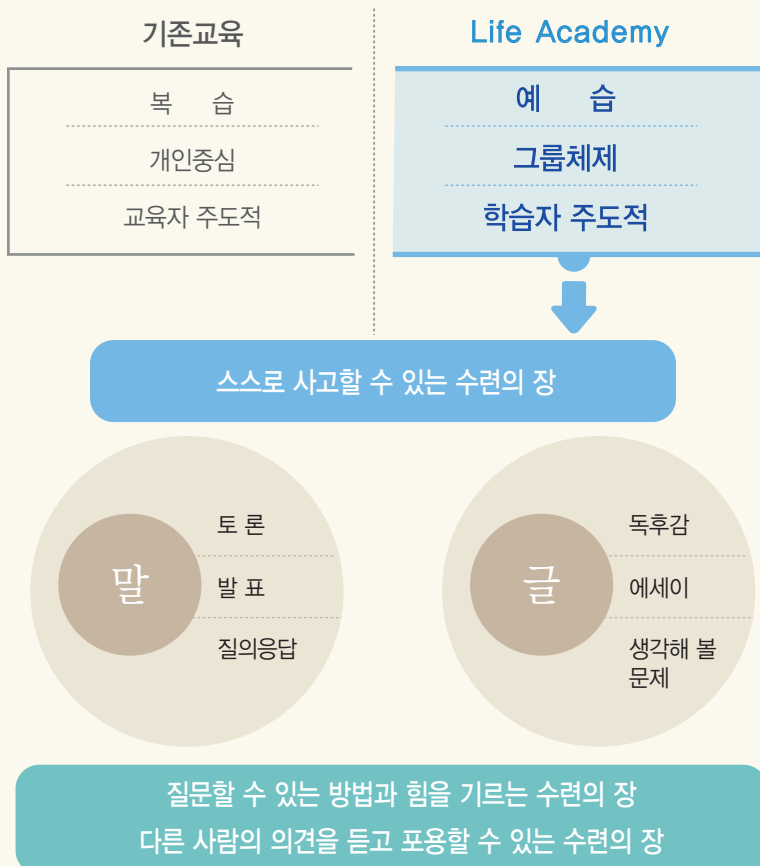 기존교육
복 습
개인중심
교육자 주도적
Life Academy
예 습
그룹체제
학습자 주도적
스스로 사고할 수 있는 수련의 장
말
토 론
발 표
질의응답
글
독후감
에세이
생각해 볼
문제
질문할 수 있는 방법과 힘을 기르는 수련의 장
다른 사람의 의견을 듣고 포용할 수 있는 수련의 장